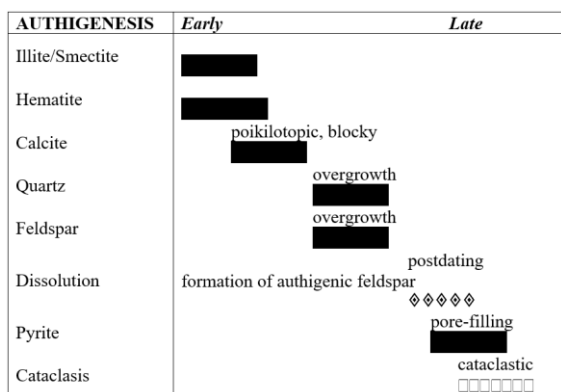 AUTHIGENESIS Early Late
Illite/Smectite
Hematite
poikilotopic, blocky
Calcite
overgrowth
Quartz
overgrowth
Feldspar
postdating
Dissolution formation of authigenic feldspar
pore-filling
Pyrite
cataclastic
Cataclasis